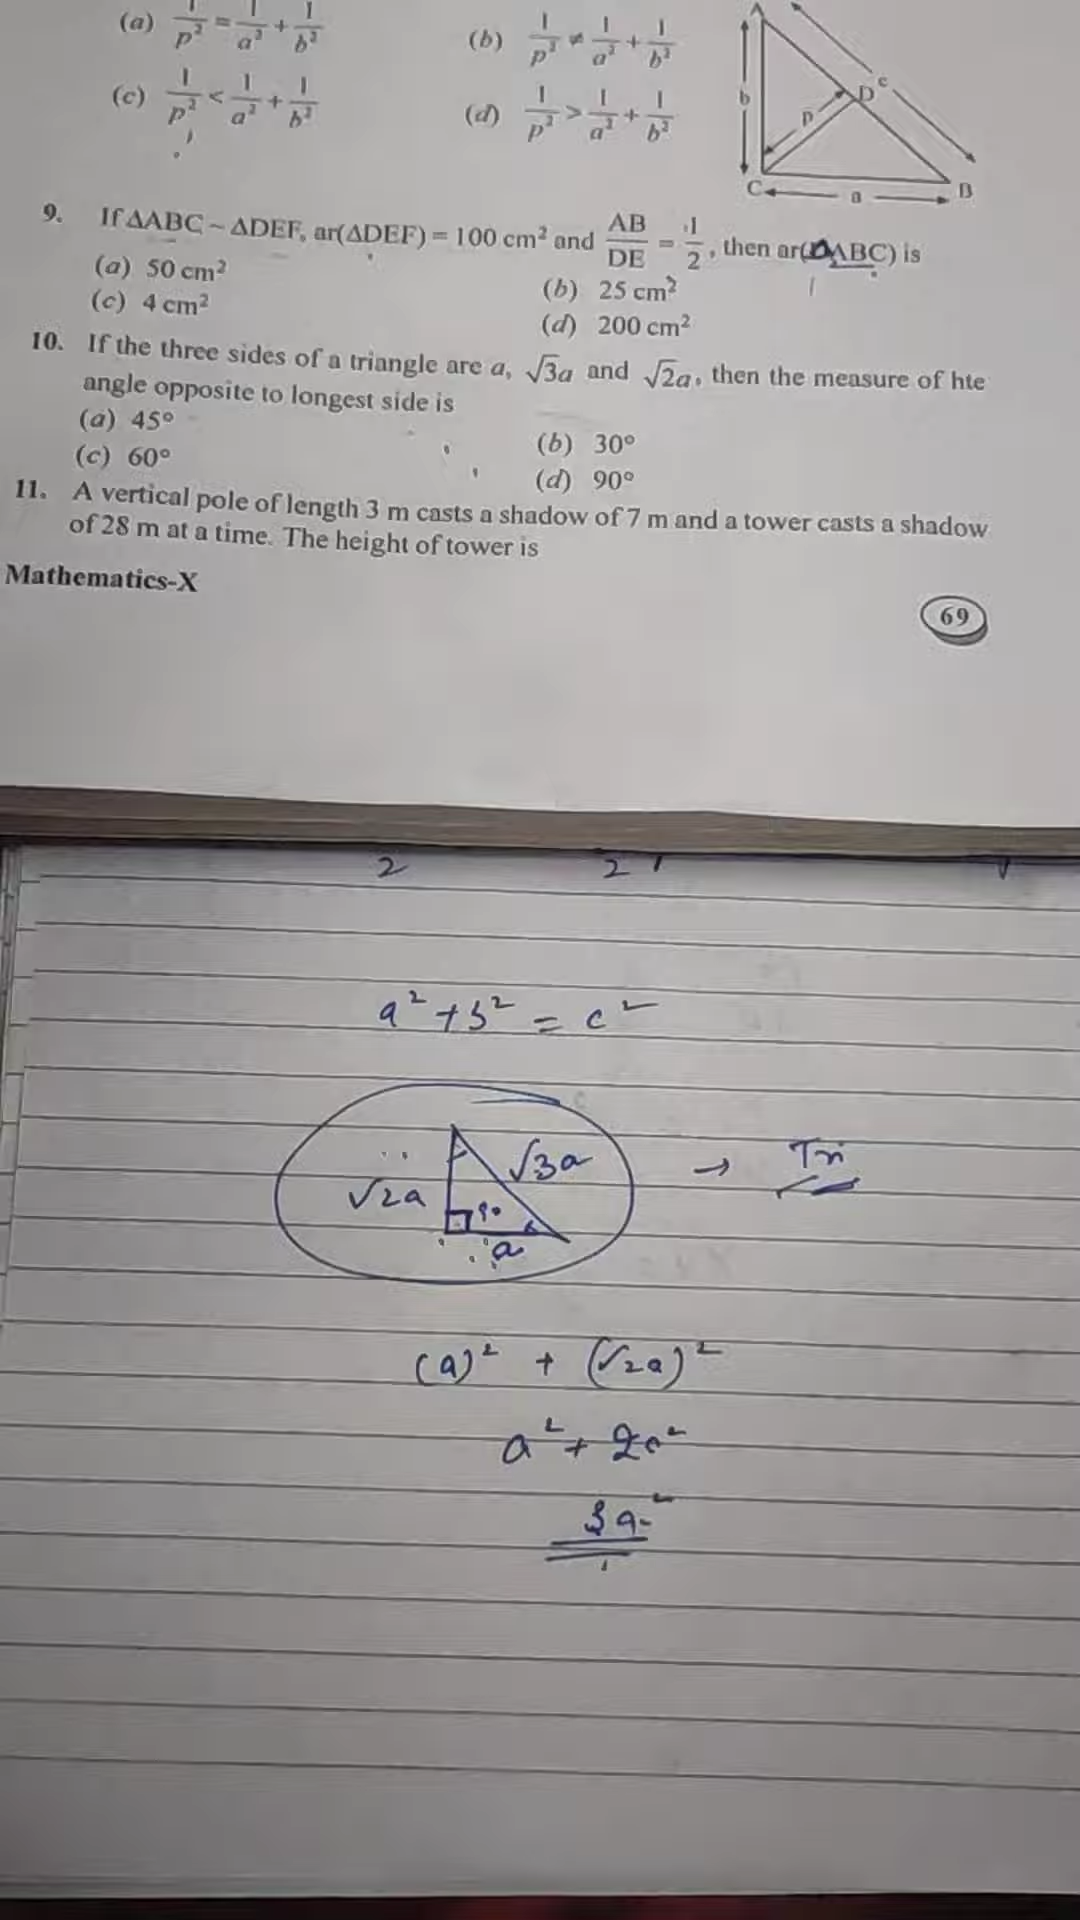 (a) 1/p² = 1/a² + 1/b²
(b) 1/p² ≠ 1/a² + 1/b²
(c) 1/p² < 1/a² + 1/b²
(d) 1/p² > 1/a² + 1/b²
A
b
c
D
p
C
a
B
9. If ΔABC ~ ΔDEF, ar(ΔDEF) = 100 cm² and AB/DE = 1/2, then ar(ΔABC) is
(a) 50 cm²
(b) 25 cm²
(c) 4 cm²
(d) 200 cm²
10. If the three sides of a triangle are a, √3a and √2a, then the measure of hte
angle opposite to longest side is
(a) 45°
(b) 30°
(c) 60°
(d) 90°
11. A vertical pole of length 3 m casts a shadow of 7 m and a tower casts a shadow
of 28 m at a time. The height of tower is
Mathematics-X
69
2 2
a² + b² = c²
√2a √3a → Tri
90
a
(a)² + (√2a)²
a² + 2a²
3a²